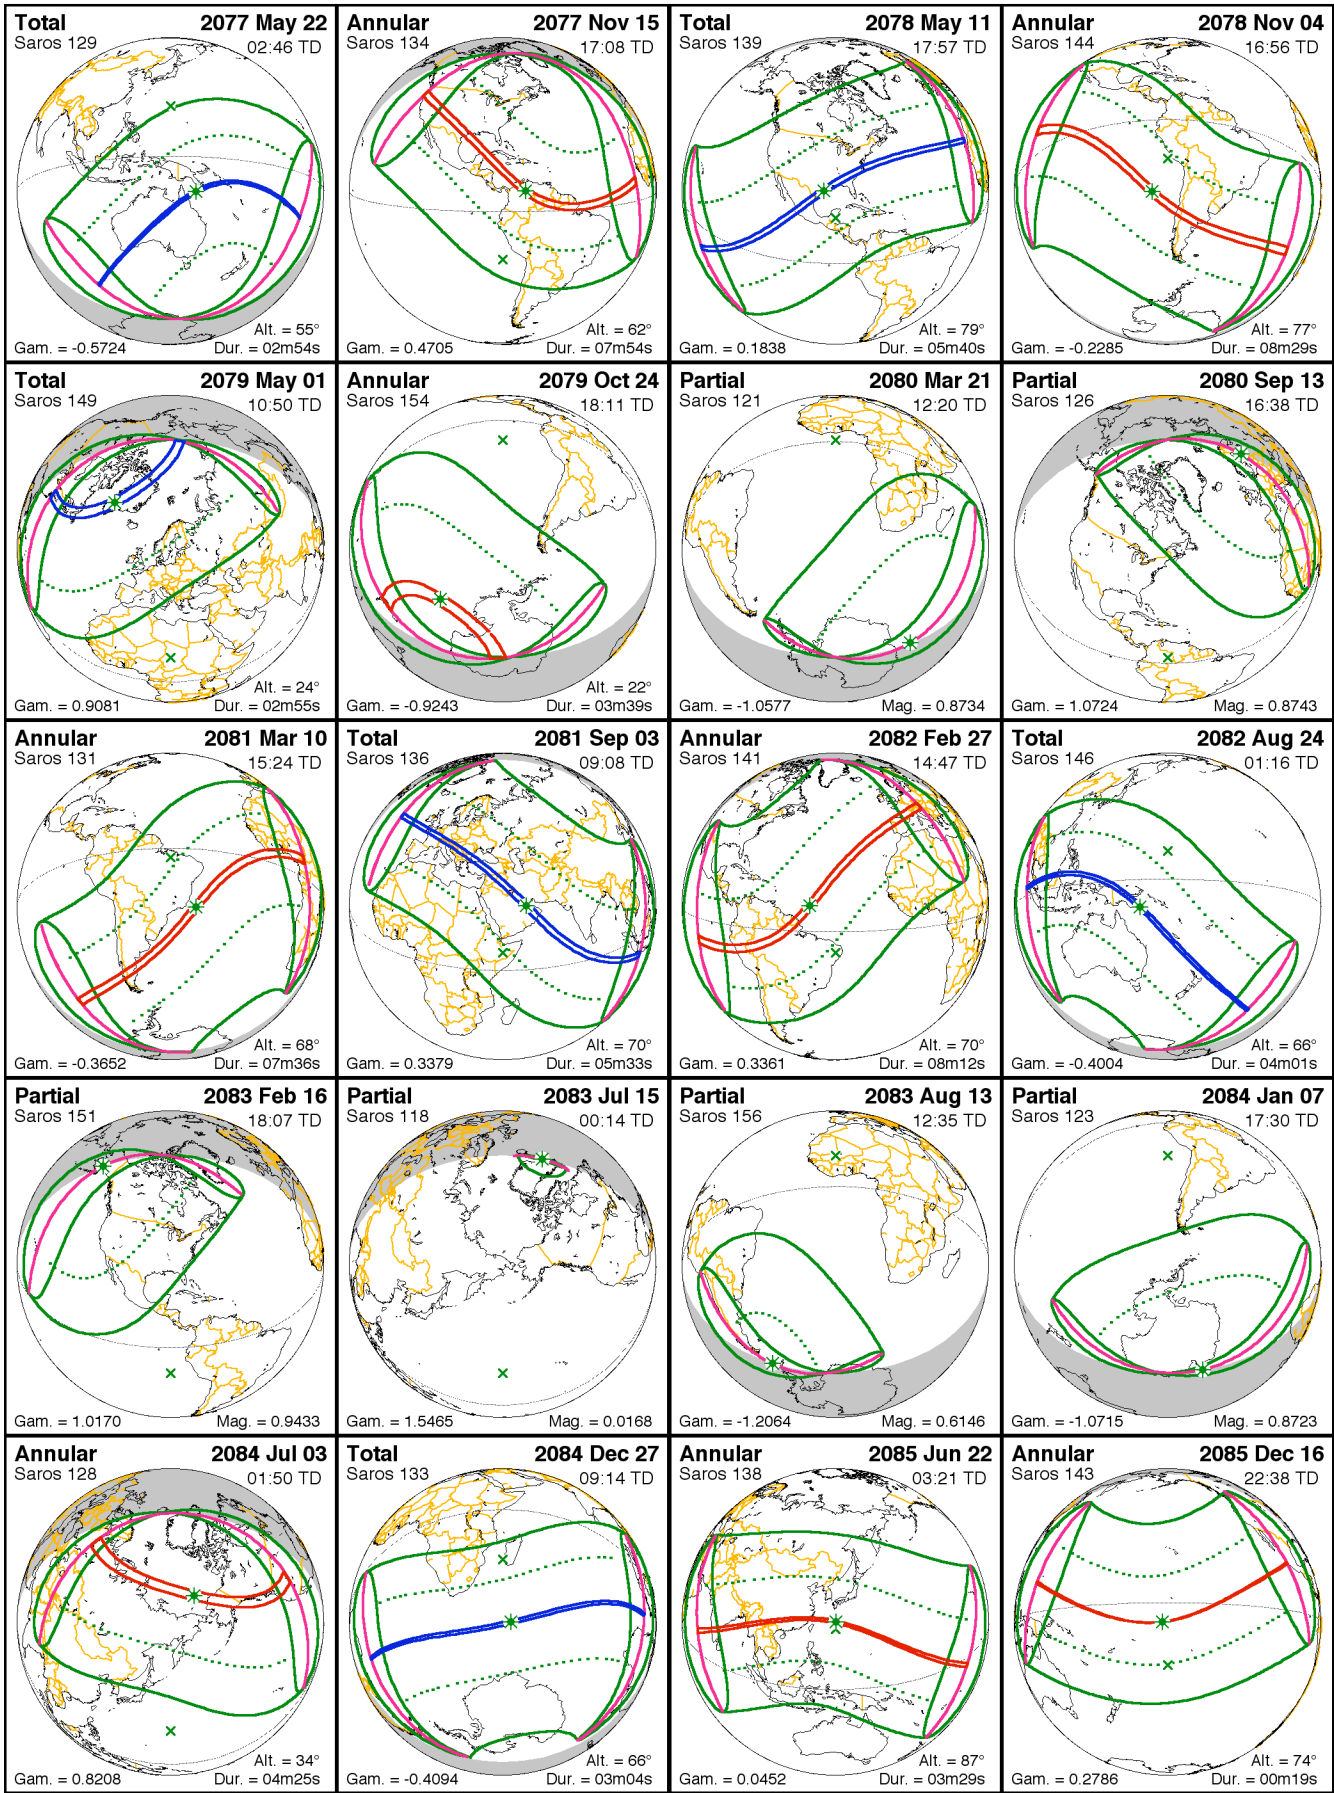 Total 2077 May 22
Saros 129 02:46 TD
Alt. = 55°
Gam. = -0.5724 Dur. = 02m54s
Annular 2077 Nov 15
Saros 134 17:08 TD
Alt. = 62°
Gam. = 0.4705 Dur. = 07m54s
Total 2078 May 11
Saros 139 17:57 TD
Alt. = 79°
Gam. = 0.1838 Dur. = 05m40s
Annular 2078 Nov 04
Saros 144 16:56 TD
Alt. = 77°
Gam. = -0.2285 Dur. = 08m29s
Total 2079 May 01
Saros 149 10:50 TD
Alt. = 24°
Gam. = 0.9081 Dur. = 02m55s
Annular 2079 Oct 24
Saros 154 18:11 TD
Alt. = 22°
Gam. = -0.9243 Dur. = 03m39s
Partial 2080 Mar 21
Saros 121 12:20 TD
Gam. = -1.0577 Mag. = 0.8734
Partial 2080 Sep 13
Saros 126 16:38 TD
Gam. = 1.0724 Mag. = 0.8743
Annular 2081 Mar 10
Saros 131 15:24 TD
Alt. = 68°
Gam. = -0.3652 Dur. = 07m36s
Total 2081 Sep 03
Saros 136 09:08 TD
Alt. = 70°
Gam. = 0.3379 Dur. = 05m33s
Annular 2082 Feb 27
Saros 141 14:47 TD
Alt. = 70°
Gam. = 0.3361 Dur. = 08m12s
Total 2082 Aug 24
Saros 146 01:16 TD
Alt. = 66°
Gam. = -0.4004 Dur. = 04m01s
Partial 2083 Feb 16
Saros 151 18:07 TD
Gam. = 1.0170 Mag. = 0.9433
Partial 2083 Jul 15
Saros 118 00:14 TD
Gam. = 1.5465 Mag. = 0.0168
Partial 2083 Aug 13
Saros 156 12:35 TD
Gam. = -1.2064 Mag. = 0.6146
Partial 2084 Jan 07
Saros 123 17:30 TD
Gam. = -1.0715 Mag. = 0.8723
Annular 2084 Jul 03
Saros 128 01:50 TD
Alt. = 34°
Gam. = 0.8208 Dur. = 04m25s
Total 2084 Dec 27
Saros 133 09:14 TD
Alt. = 66°
Gam. = -0.4094 Dur. = 03m04s
Annular 2085 Jun 22
Saros 138 03:21 TD
Alt. = 87°
Gam. = 0.0452 Dur. = 03m29s
Annular 2085 Dec 16
Saros 143 22:38 TD
Alt. = 74°
Gam. = 0.2786 Dur. = 00m19s